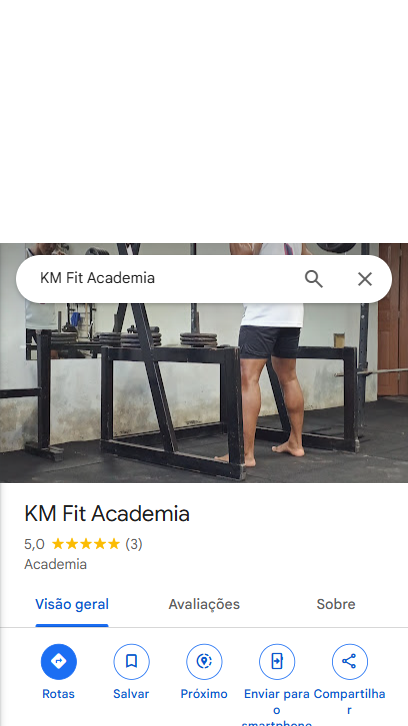 KM Fit Academia
KM Fit Academia
5,0 (3)
Academia
Visão geral Avaliações Sobre
Rotas Salvar Próximo Enviar para o smartphone Compartilhar